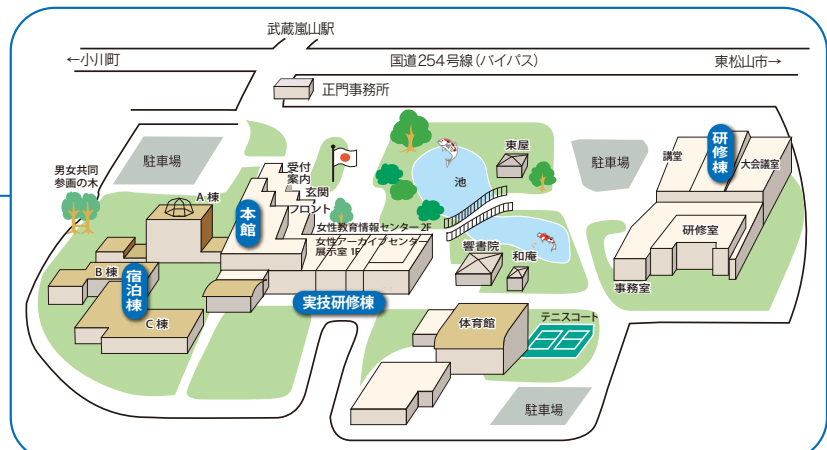 武蔵嵐山駅
←小川町
国道254号線(バイパス)
東松山市→
正門事務所
駐車場
男女共同
参画の木
A棟
本館
受付
案内
玄関
フロント
女性教育情報センター 2F
女性アーカイブセンター
展示室 1F
池
東屋
駐車場
講堂
研修棟
大会議室
研修室
事務室
響書院
和庵
B棟
宿泊棟
C棟
実技研修棟
体育館
テニスコート
駐車場